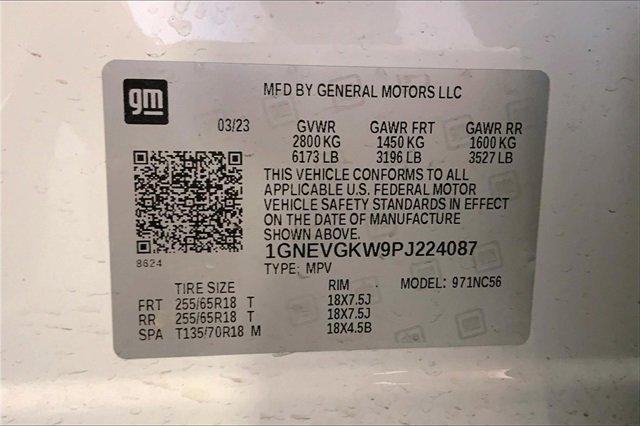 gm
MFD BY GENERAL MOTORS LLC
03/23 GVWR GAWR FRT GAWR RR
2800 KG 1450 KG 1600 KG
6173 LB 3196 LB 3527 LB
THIS VEHICLE CONFORMS TO ALL
APPLICABLE U.S. FEDERAL MOTOR
VEHICLE SAFETY STANDARDS IN EFFECT
ON THE DATE OF MANUFACTURE
SHOWN ABOVE.
8624
1GNEVGKW9PJ224087
TYPE: MPV
TIRE SIZE RIM MODEL: 971NC56
FRT 255/65R18 T 18X7.5J
RR 255/65R18 T 18X7.5J
SPA T135/70R18 M 18X4.5B